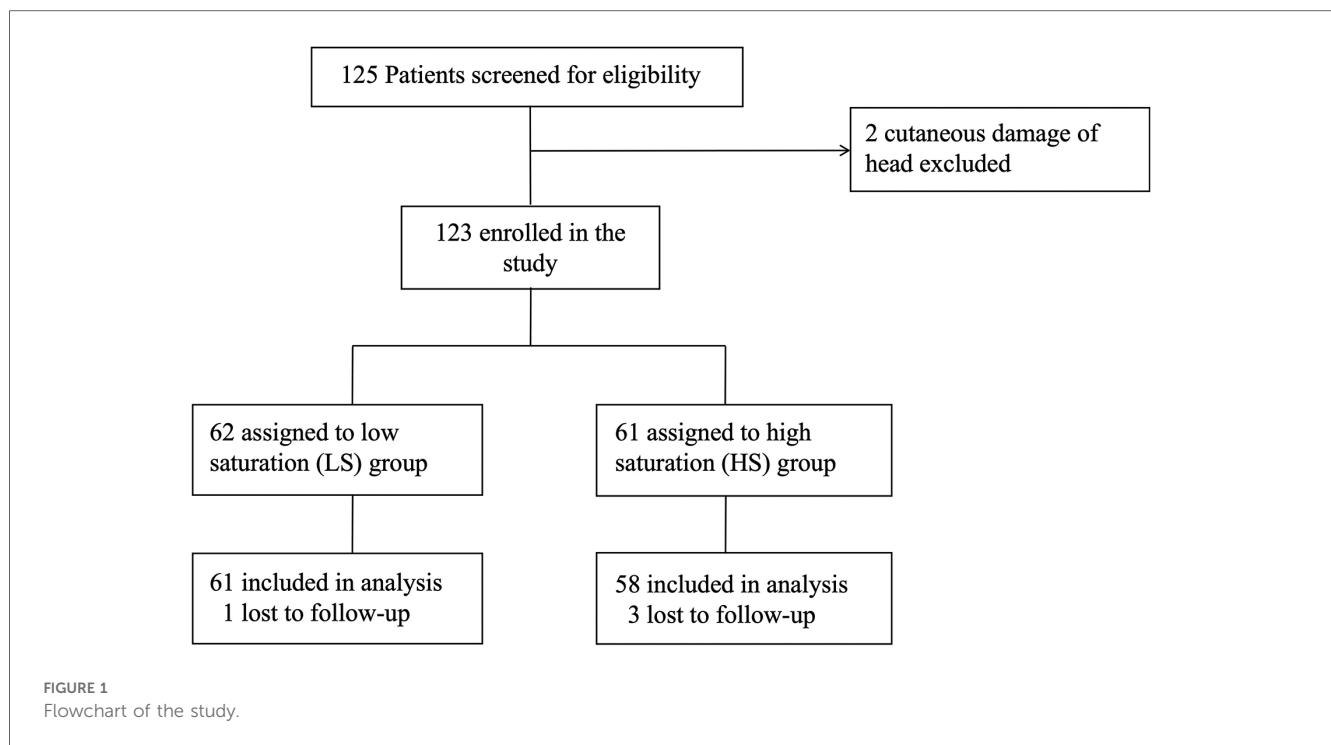 125 Patients screened for eligibility
2 cutaneous damage of
head excluded
123 enrolled in the
study
62 assigned to low
saturation (LS) group
61 assigned to high
saturation (HS) group
61 included in analysis
1 lost to follow-up
58 included in analysis
3 lost to follow-up
FIGURE 1
Flowchart of the study.